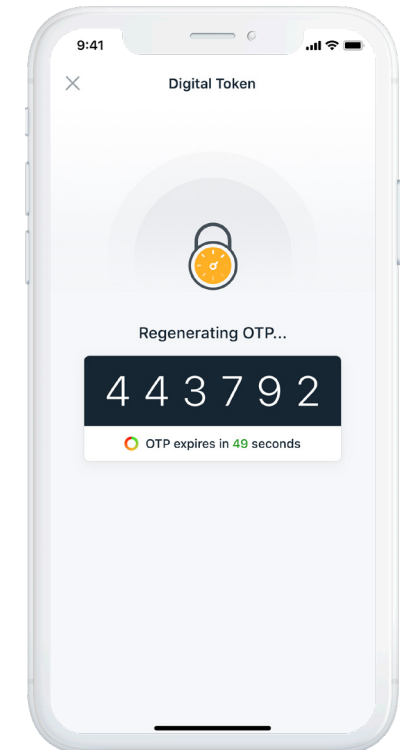 9:41
Digital Token
Regenerating OTP...
443792
OTP expires in 49 seconds